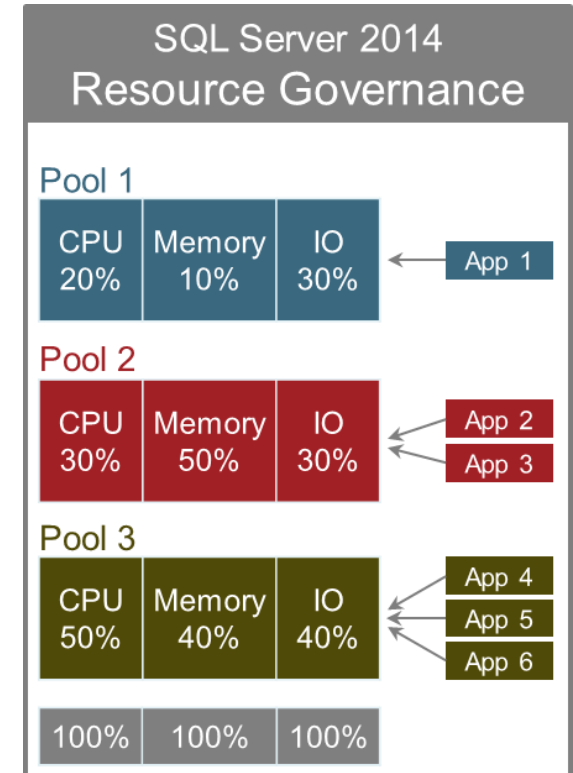 SQL Server 2014
Resource Governance
Pool 1
CPU Memory IO
20% 10% 30%
App 1
Pool 2
CPU Memory IO
30% 50% 30%
App 2
App 3
Pool 3
CPU Memory IO
50% 40% 40%
App 4
App 5
App 6
100% 100% 100%